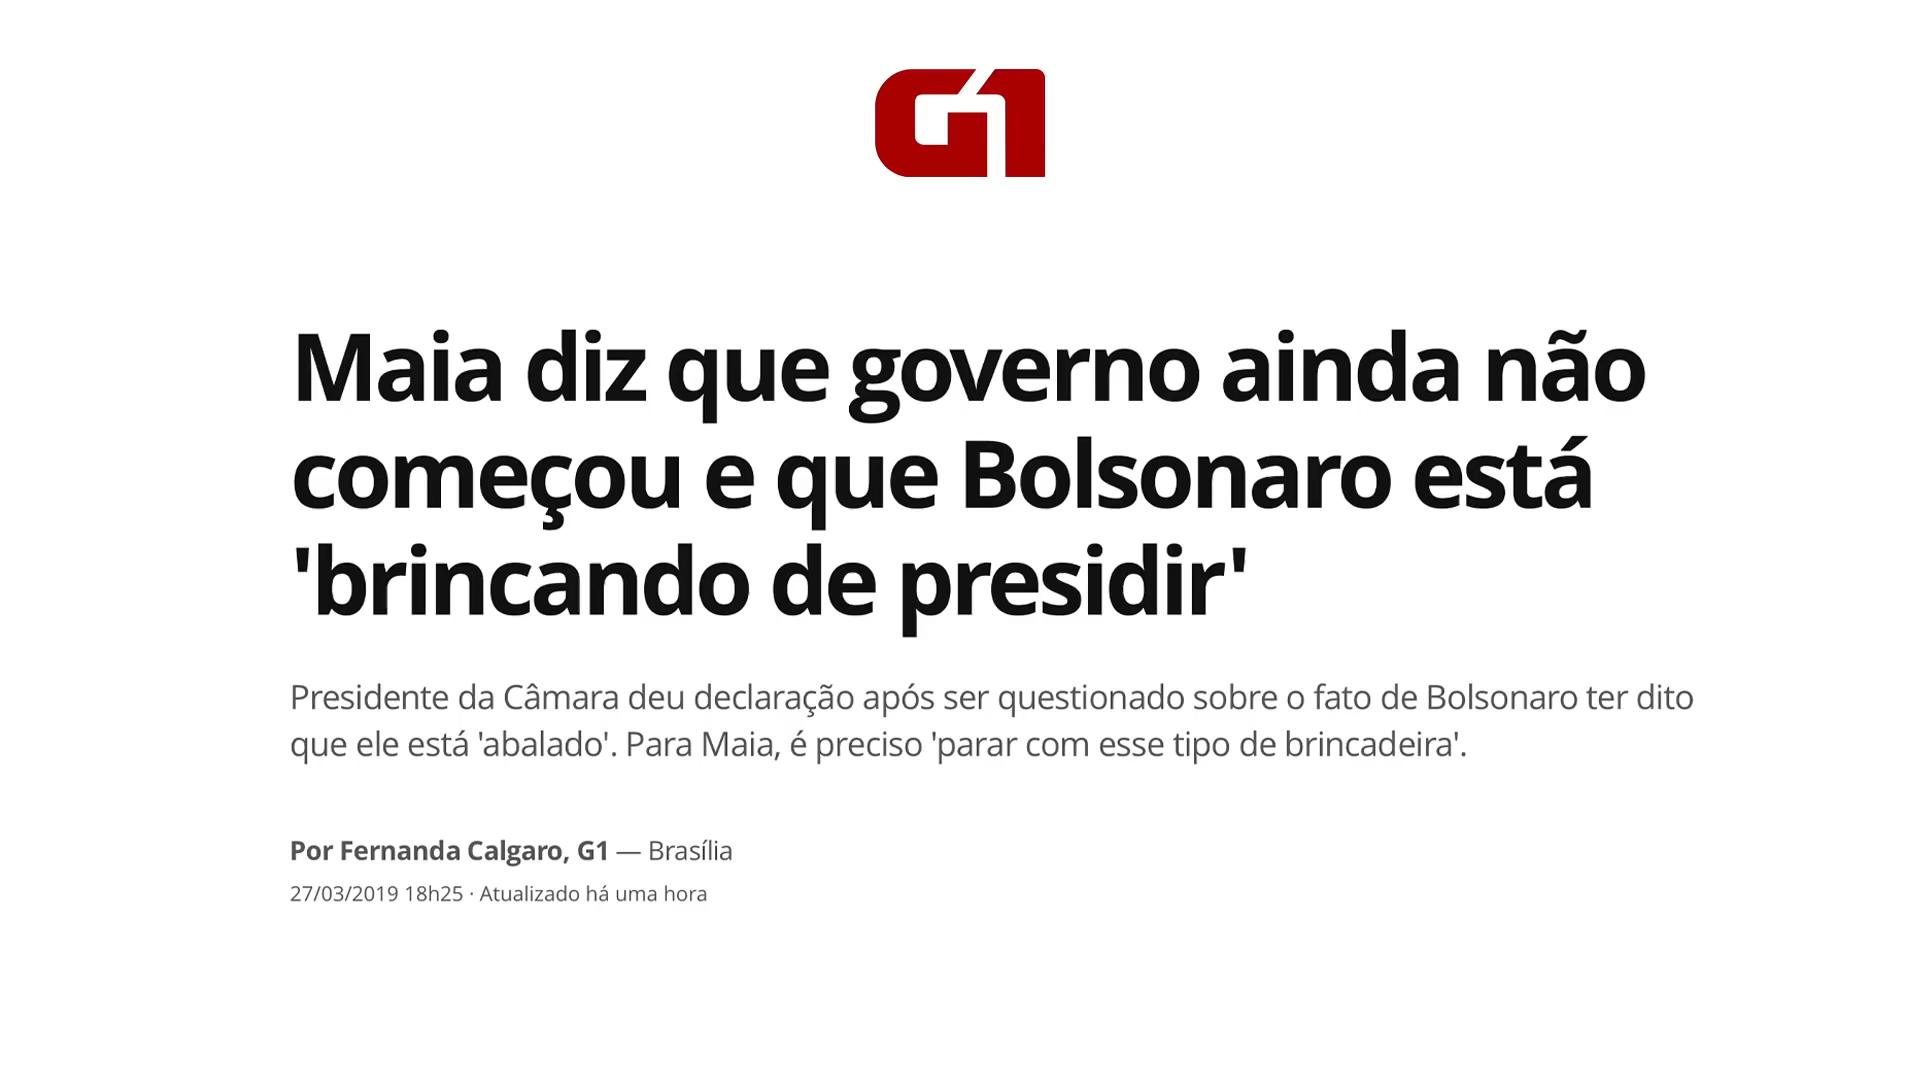 G1
Maia diz que governo ainda não
começou e que Bolsonaro está
'brincando de presidir'
Presidente da Câmara deu declaração após ser questionado sobre o fato de Bolsonaro ter dito
que ele está 'abalado'. Para Maia, é preciso 'parar com esse tipo de brincadeira'.
Por Fernanda Calgaro, G1 — Brasília
27/03/2019 18h25 · Atualizado há uma hora